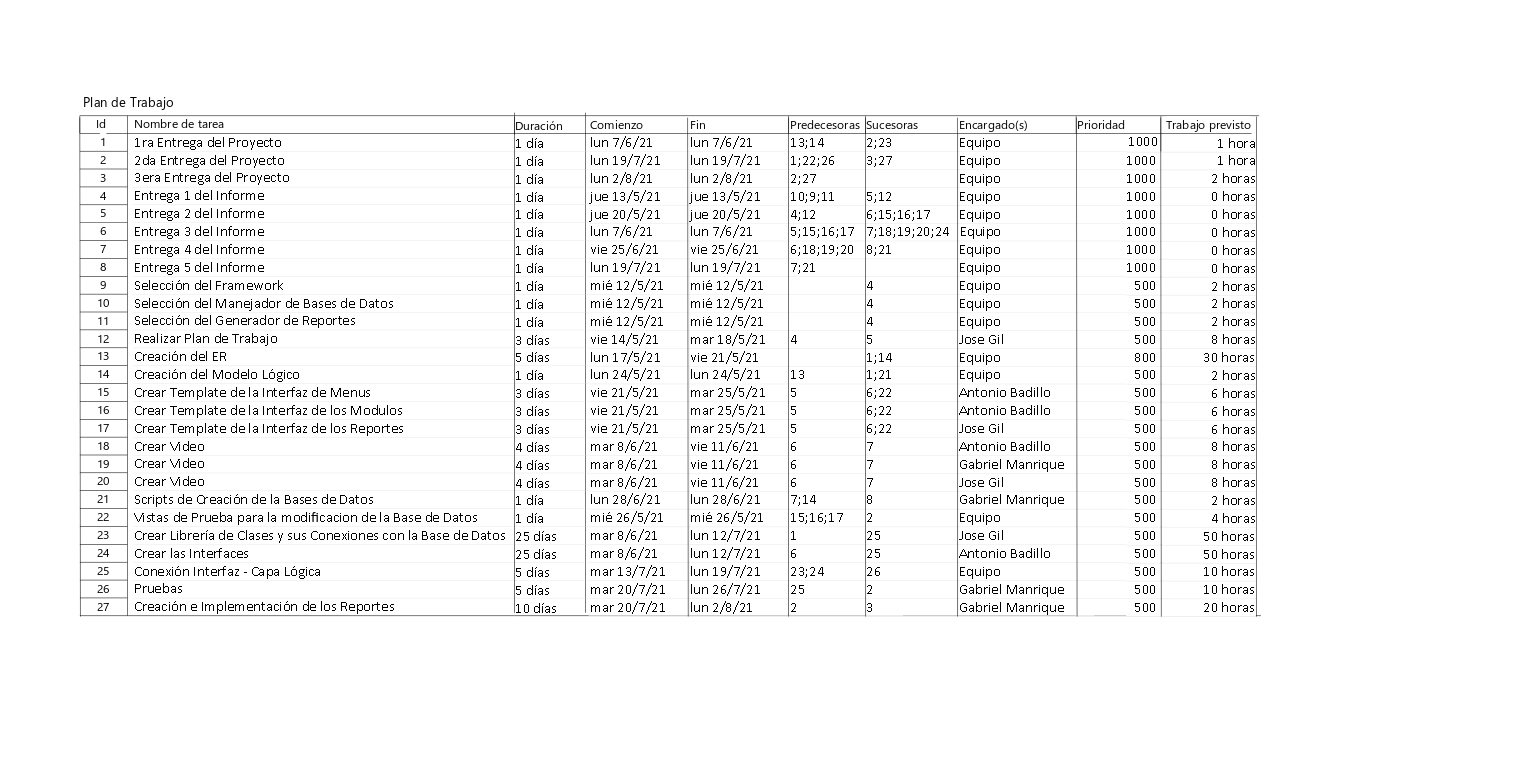 Plan de Trabajo
Id Nombre de tarea Duración Comienzo Fin Predecesoras Sucesoras Encargado(s) Prioridad Trabajo previsto
1 1ra Entrega del Proyecto 1 día lun 7/6/21 lun 7/6/21 13;14 2;23 Equipo 1000 1 hora
2 2da Entrega del Proyecto 1 día lun 19/7/21 lun 19/7/21 1;22;26 3;27 Equipo 1000 1 hora
3 3era Entrega del Proyecto 1 día lun 2/8/21 lun 2/8/21 2;27 Equipo 1000 2 horas
4 Entrega 1 del Informe 1 día jue 13/5/21 jue 13/5/21 10;9;11 5;12 Equipo 1000 0 horas
5 Entrega 2 del Informe 1 día jue 20/5/21 jue 20/5/21 4;12 6;15;16;17 Equipo 1000 0 horas
6 Entrega 3 del Informe 1 día lun 7/6/21 lun 7/6/21 5;15;16;17 7;18;19;20;24 Equipo 1000 0 horas
7 Entrega 4 del Informe 1 día vie 25/6/21 vie 25/6/21 6;18;19;20 8;21 Equipo 1000 0 horas
8 Entrega 5 del Informe 1 día lun 19/7/21 lun 19/7/21 7;21 Equipo 1000 0 horas
9 Selección del Framework 1 día mié 12/5/21 mié 12/5/21 4 Equipo 500 2 horas
10 Selección del Manejador de Bases de Datos 1 día mié 12/5/21 mié 12/5/21 4 Equipo 500 2 horas
11 Selección del Generador de Reportes 1 día mié 12/5/21 mié 12/5/21 4 Equipo 500 2 horas
12 Realizar Plan de Trabajo 3 días vie 14/5/21 mar 18/5/21 4 5 Jose Gil 500 8 horas
13 Creación del ER 5 días lun 17/5/21 vie 21/5/21 1;14 Equipo 800 30 horas
14 Creación del Modelo Lógico 1 día lun 24/5/21 lun 24/5/21 13 1;21 Equipo 500 2 horas
15 Crear Template de la Interfaz de Menus 3 días vie 21/5/21 mar 25/5/21 5 6;22 Antonio Badillo 500 6 horas
16 Crear Template de la Interfaz de los Modulos 3 días vie 21/5/21 mar 25/5/21 5 6;22 Antonio Badillo 500 6 horas
17 Crear Template de la Interfaz de los Reportes 3 días vie 21/5/21 mar 25/5/21 5 6;22 Jose Gil 500 6 horas
18 Crear Video 4 días mar 8/6/21 vie 11/6/21 6 7 Antonio Badillo 500 8 horas
19 Crear Video 4 días mar 8/6/21 vie 11/6/21 6 7 Gabriel Manrique 500 8 horas
20 Crear Video 4 días mar 8/6/21 vie 11/6/21 6 7 Jose Gil 500 8 horas
21 Scripts de Creación de la Bases de Datos 1 día lun 28/6/21 lun 28/6/21 7;14 8 Gabriel Manrique 500 2 horas
22 Vistas de Prueba para la modificacion de la Base de Datos 1 día mié 26/5/21 mié 26/5/21 15;16;17 2 Equipo 500 4 horas
23 Crear Librería de Clases y sus Conexiones con la Base de Datos 25 días mar 8/6/21 lun 12/7/21 1 25 Jose Gil 500 50 horas
24 Crear las Interfaces 25 días mar 8/6/21 lun 12/7/21 6 25 Antonio Badillo 500 50 horas
25 Conexión Interfaz - Capa Lógica 5 días mar 13/7/21 lun 19/7/21 23;24 26 Equipo 500 10 horas
26 Pruebas 5 días mar 20/7/21 lun 26/7/21 25 2 Gabriel Manrique 500 10 horas
27 Creación e Implementación de los Reportes 10 días mar 20/7/21 lun 2/8/21 2 3 Gabriel Manrique 500 20 horas